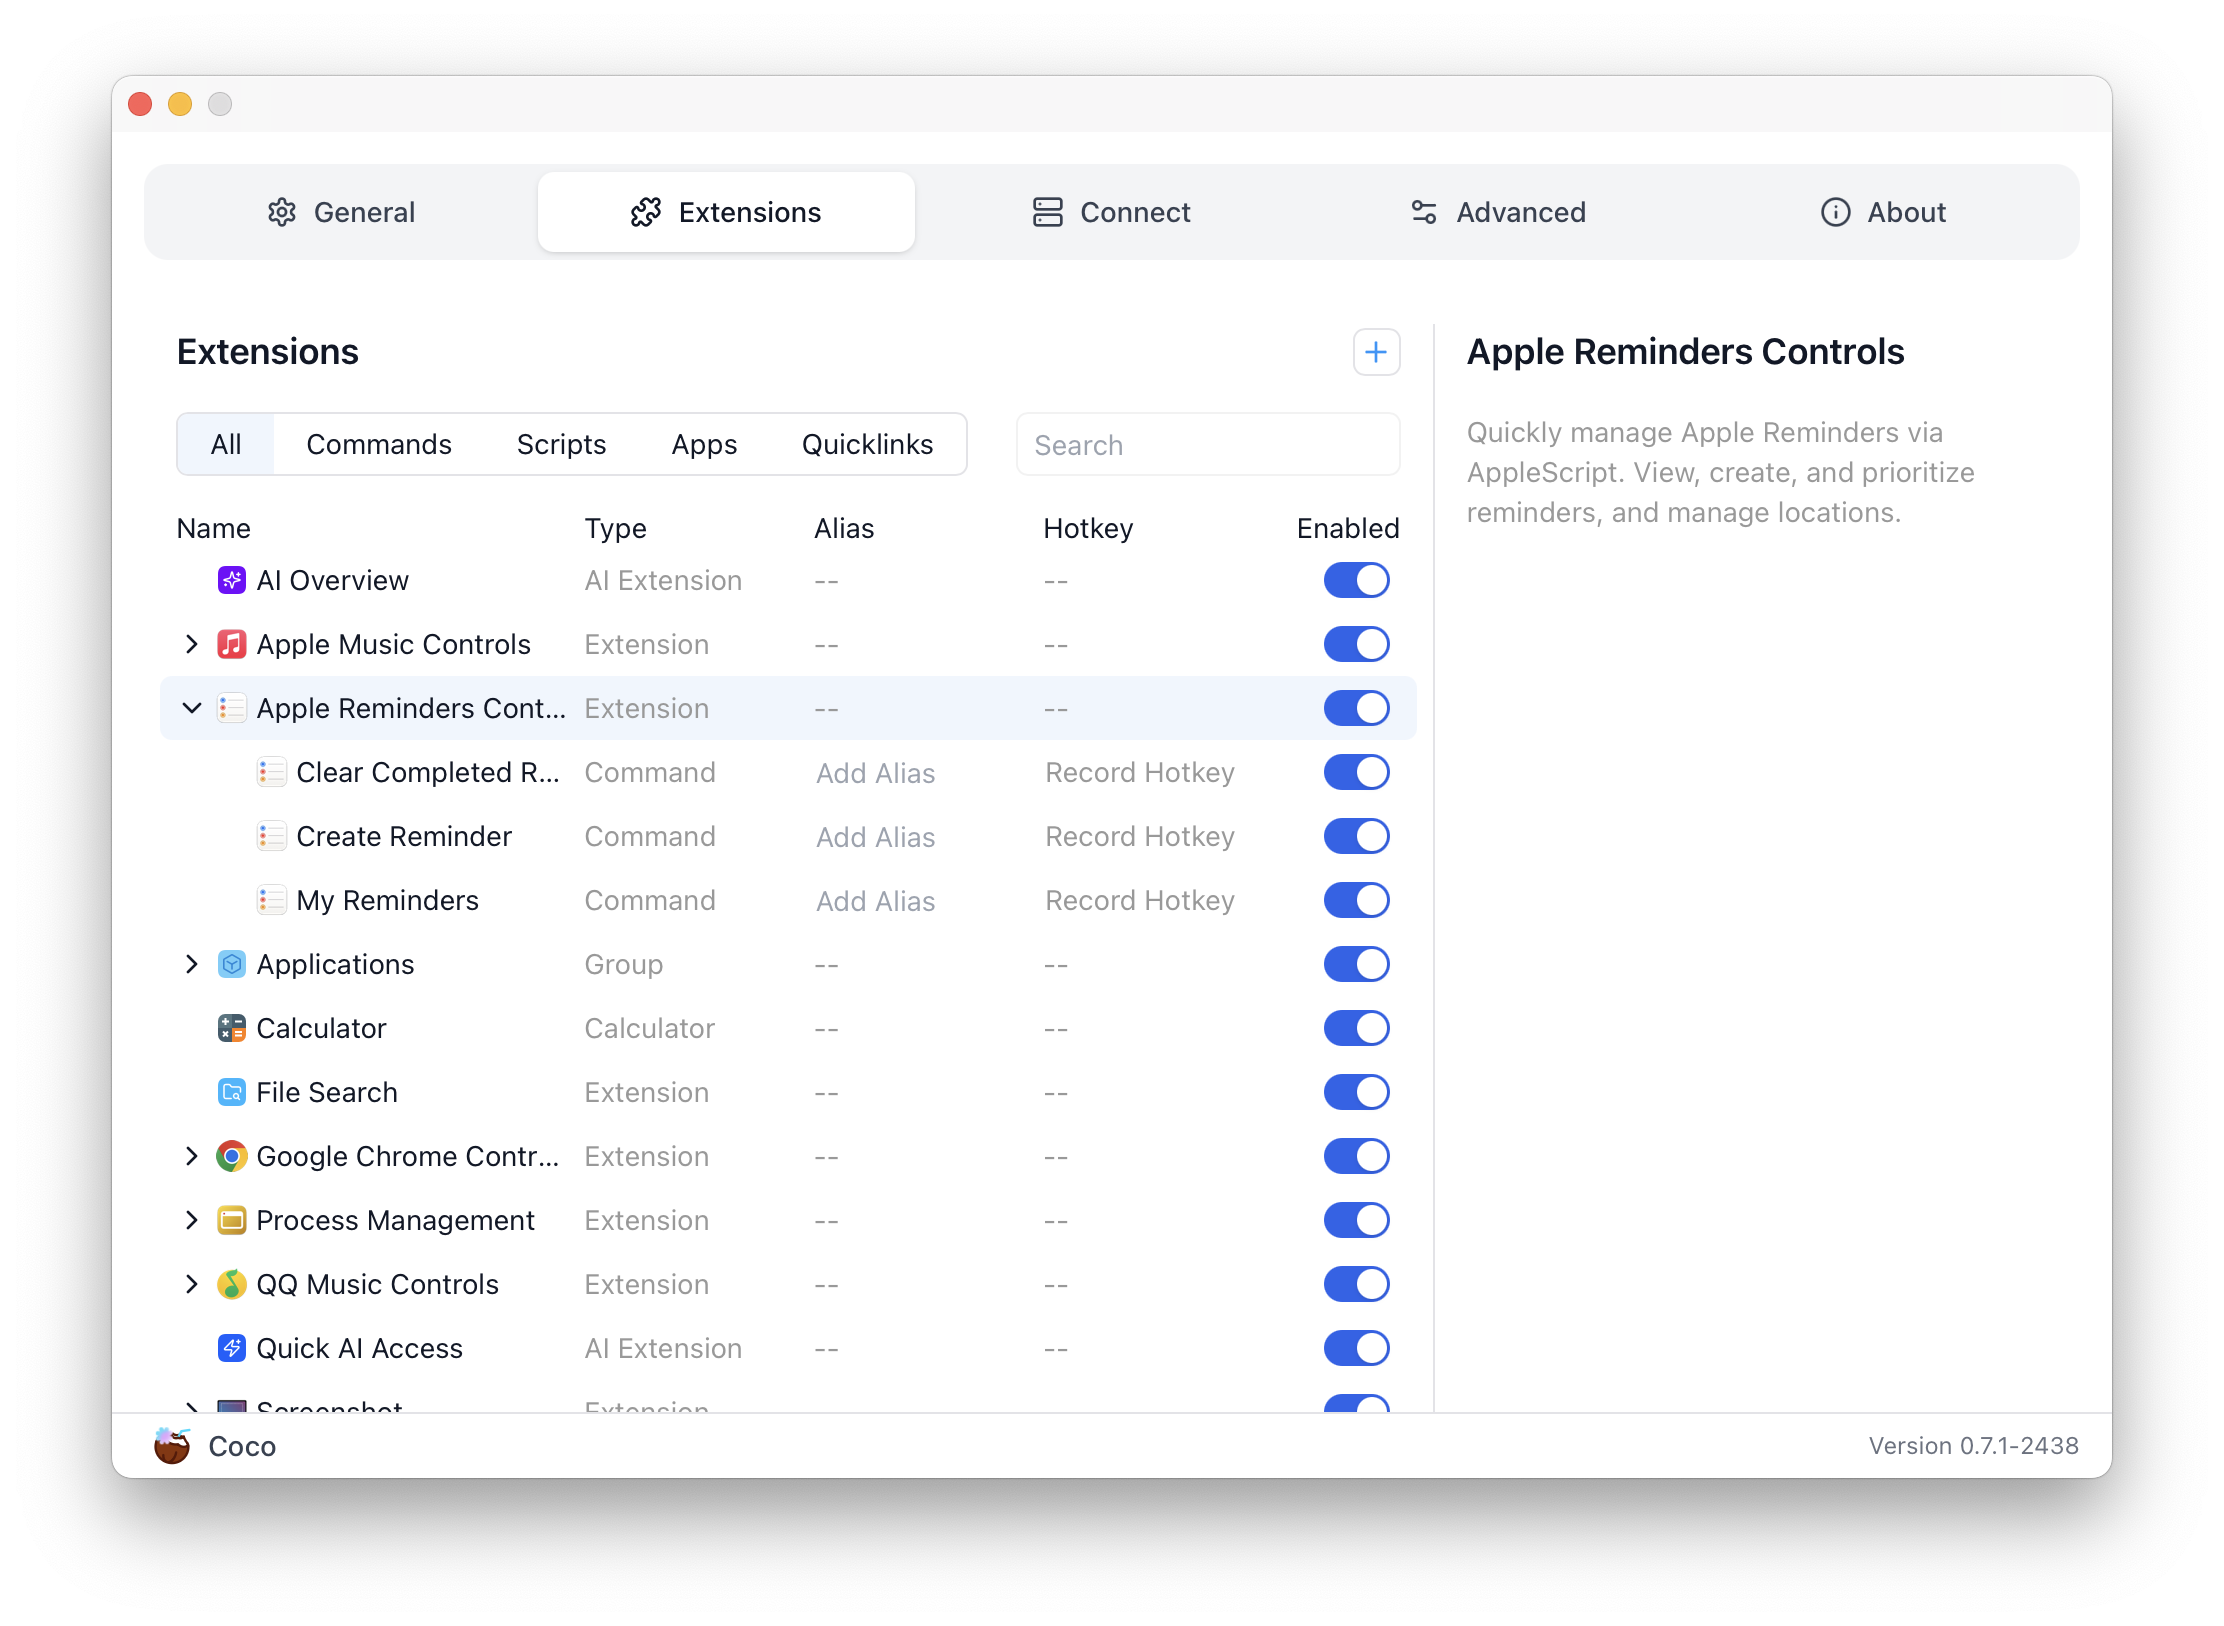 General
Extensions
Connect
Advanced
About
Extensions
All
Commands
Scripts
Apps
Quicklinks
Search
Name Type Alias Hotkey Enabled
AI Overview AI Extension -- --
Apple Music Controls Extension -- --
Apple Reminders Cont... Extension -- --
Clear Completed R... Command Add Alias Record Hotkey
Create Reminder Command Add Alias Record Hotkey
My Reminders Command Add Alias Record Hotkey
Applications Group -- --
Calculator Calculator -- --
File Search Extension -- --
Google Chrome Contr... Extension -- --
Process Management Extension -- --
QQ Music Controls Extension -- --
Quick AI Access AI Extension -- --
Screenshot Extension
Apple Reminders Controls
Quickly manage Apple Reminders via
AppleScript. View, create, and prioritize
reminders, and manage locations.
Coco
Version 0.7.1-2438